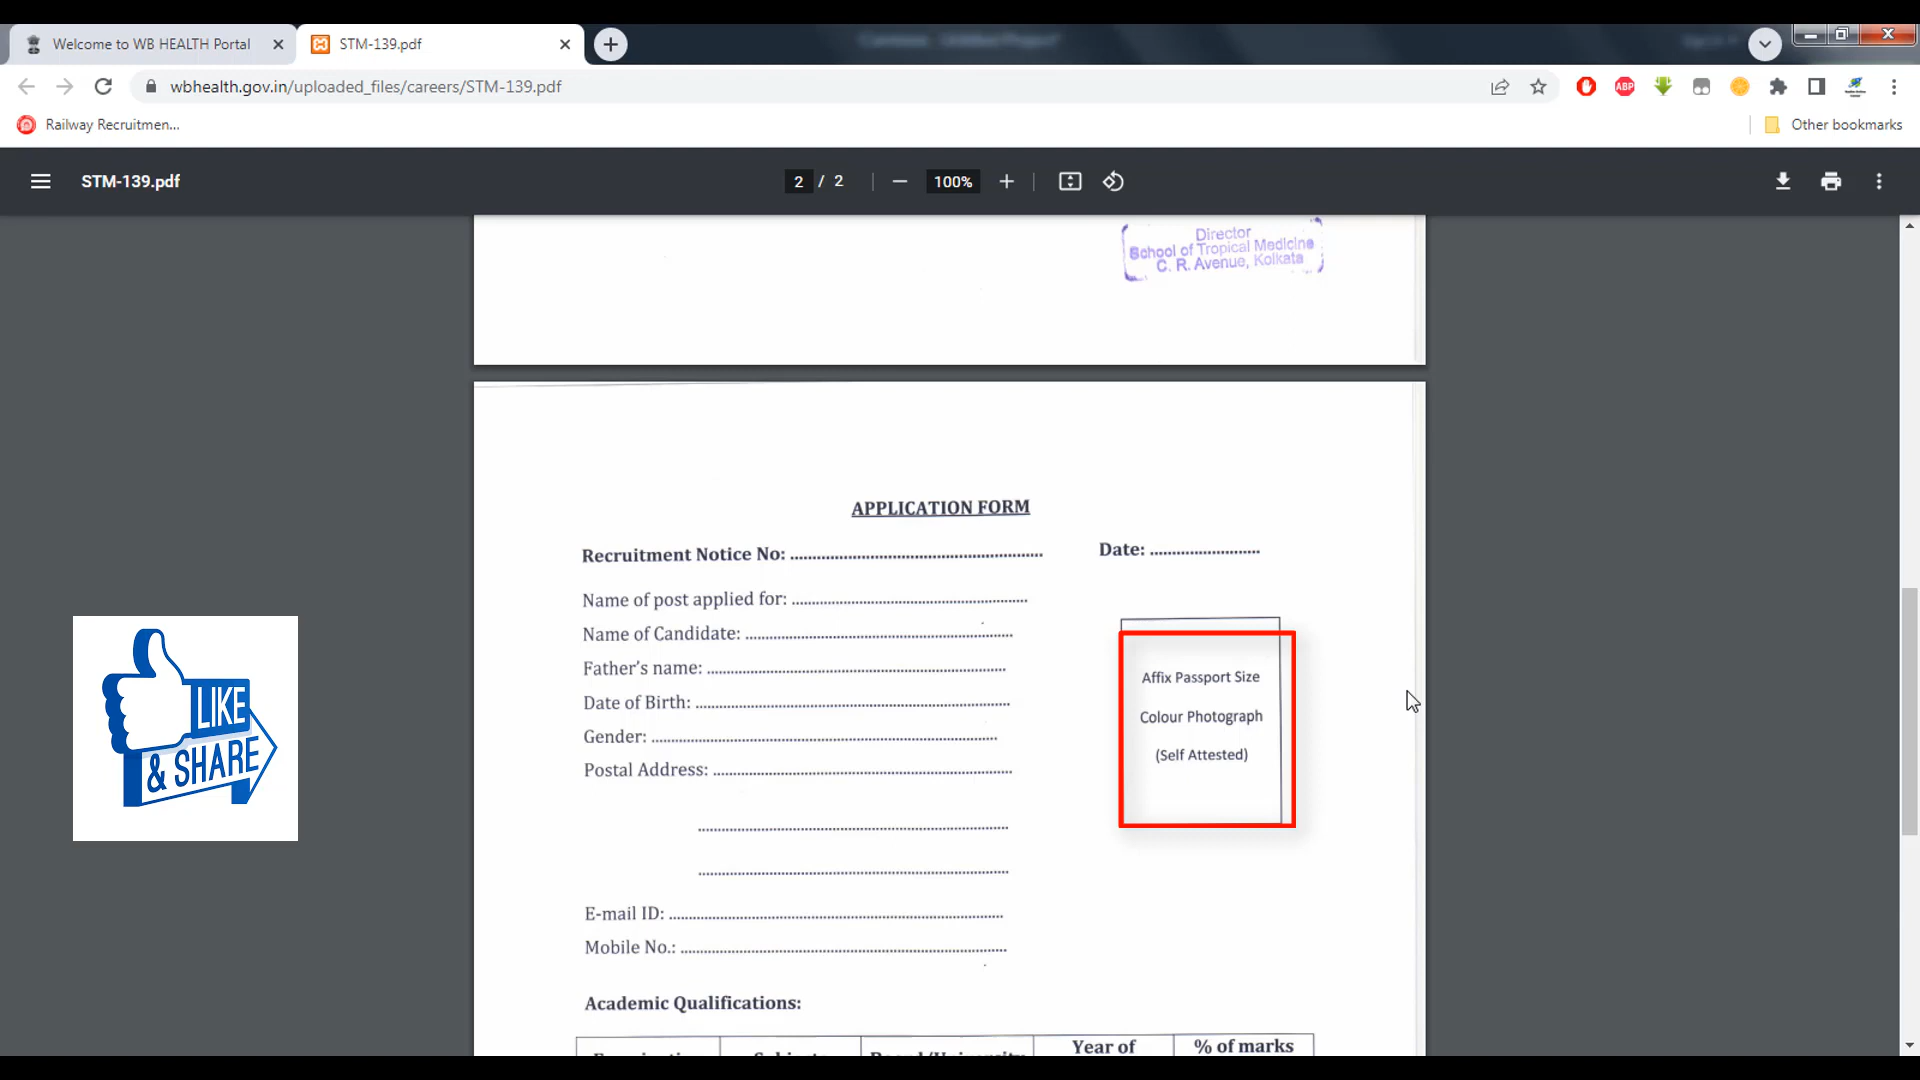 Welcome to WB HEALTH Portal
STM-139.pdf
wbhealth.gov.in/uploaded_files/careers/STM-139.pdf
ABP
Railway Recruitmen...
Other bookmarks
STM-139.pdf
2 / 2
100%
Director
School of Tropical Medicine
C. R. Avenue, Kolkata
APPLICATION FORM
Recruitment Notice No: ..............................................
Date: .........................
Name of post applied for: ..............................................
Name of Candidate: ..............................................
Father's name: ..............................................
Date of Birth: ..............................................
Gender: ..............................................
Postal Address: ..............................................
..............................................
..............................................
Affix Passport Size
Colour Photograph
(Self Attested)
E-mail ID: ..............................................
Mobile No.: ..............................................
Academic Qualifications:
Year of
% of marks
LIKE
& SHARE